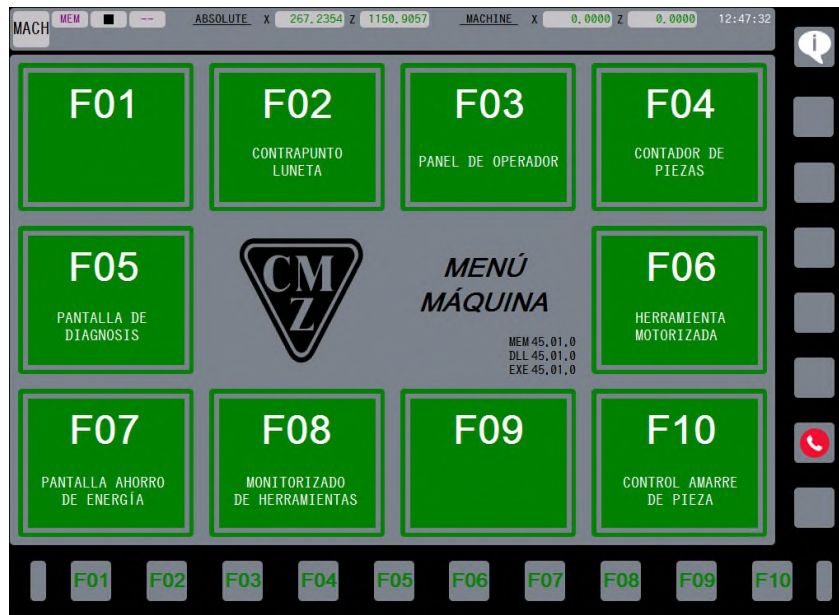 MACH MEM -- ABSOLUTE X 267.2354 Z 1150.9057 MACHINE X 0.0000 Z 0.0000 12:47:32
i
F01 F02 F03 F04
CONTRAPUNTO
LUNETA
PANEL DE OPERADOR
CONTADOR DE
PIEZAS
F05
PANTALLA DE
DIAGNOSIS
CMZ
MENÚ
MÁQUINA
MEM 45.01.0
DLL 45.01.0
EXE 45.01.0
F06
HERRAMIENTA
MOTORIZADA
F07 F08 F09 F10
PANTALLA AHORRO
DE ENERGÍA
MONITORIZADO
DE HERRAMIENTAS
CONTROL AMARRE
DE PIEZA
F01 F02 F03 F04 F05 F06 F07 F08 F09 F10